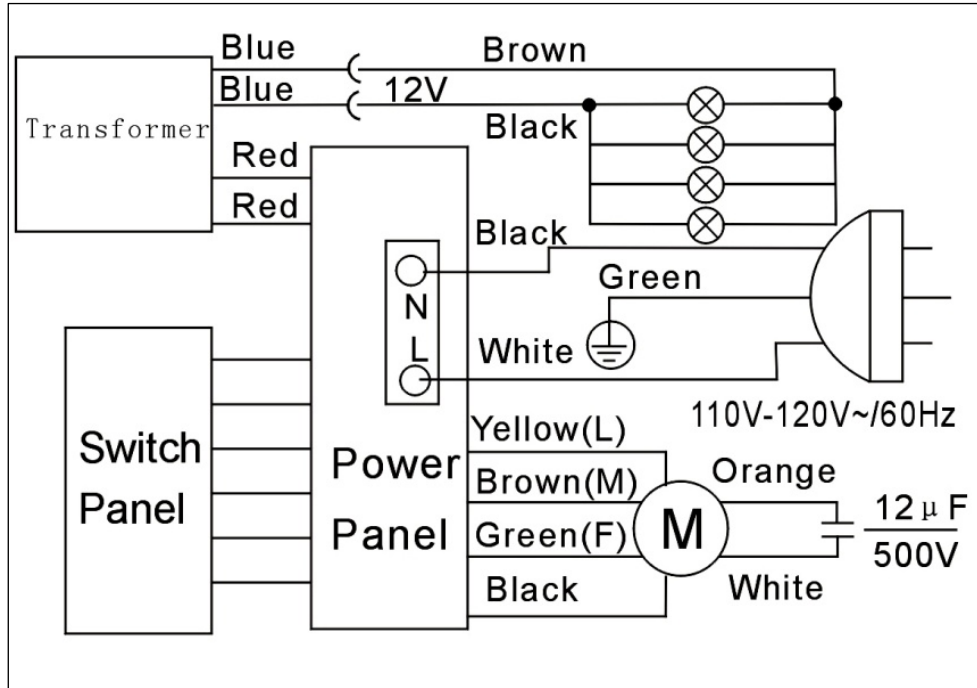 Blue
Brown
Blue
12V
Black
Transformer
Red
Red
Black
Green
N
L
White
110V-120V~/60Hz
Switch
Panel
Power
Panel
Yellow(L)
Brown(M)
Green(F)
Black
M
Orange
White
12μF
500V